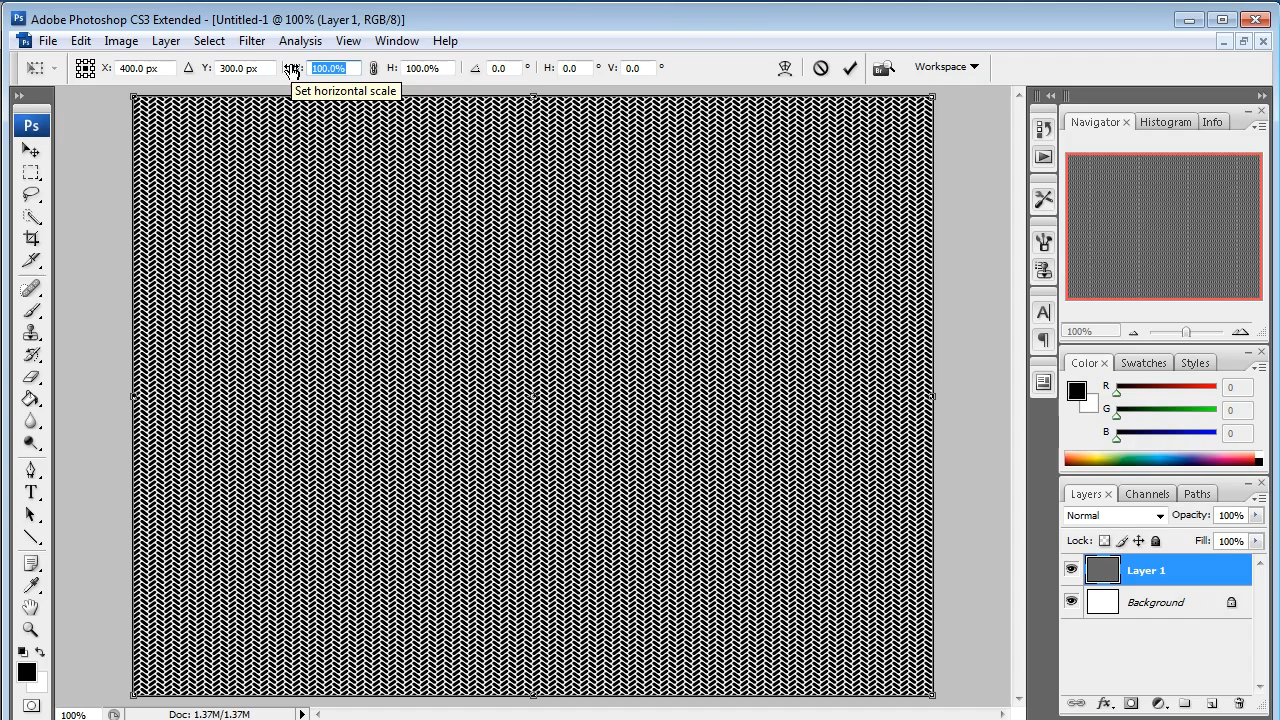 Ps Adobe Photoshop CS3 Extended - [Untitled-1 @ 100% (Layer 1, RGB/8)]
File Edit Image Layer Select Filter Analysis View Window Help
X: 400.0 px Y: 300.0 px 100.0% H: 100.0% 0.0 ° H: 0.0 ° V: 0.0 ° Br Workspace
Set horizontal scale
Ps
Navigator × Histogram Info
100%
Color × Swatches Styles
R 0
G 0
B 0
Layers × Channels Paths
Normal Opacity: 100%
Lock: Fill: 100%
Layer 1
Background
T
A
fx
100% Doc: 1.37M/1.37M